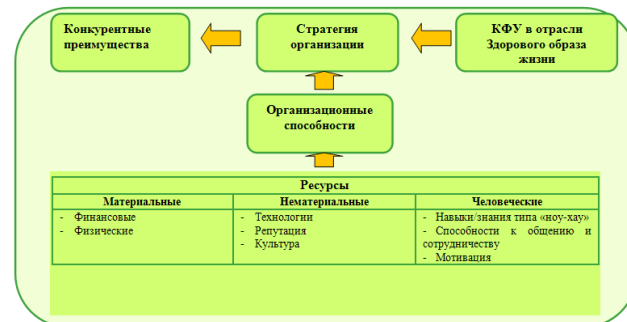 Конкурентные
преимущества
Стратегия
организации
КФУ в отрасли
Здорового образа
жизни
Организационные
способности
Ресурсы
Материальные
Нематериальные
Человеческие
- Финансовые
- Физические
- Технологии
- Репутация
- Культура
- Навыки/знания типа «ноу-хау»
- Способности к общению и
сотрудничеству
- Мотивация